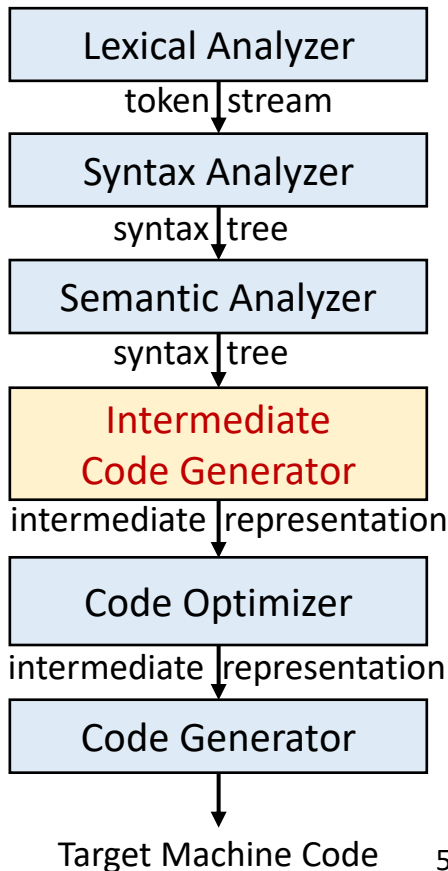 Lexical Analyzer
token stream
Syntax Analyzer
syntax tree
Semantic Analyzer
syntax tree
Intermediate
Code Generator
intermediate representation
Code Optimizer
intermediate representation
Code Generator
Target Machine Code
5